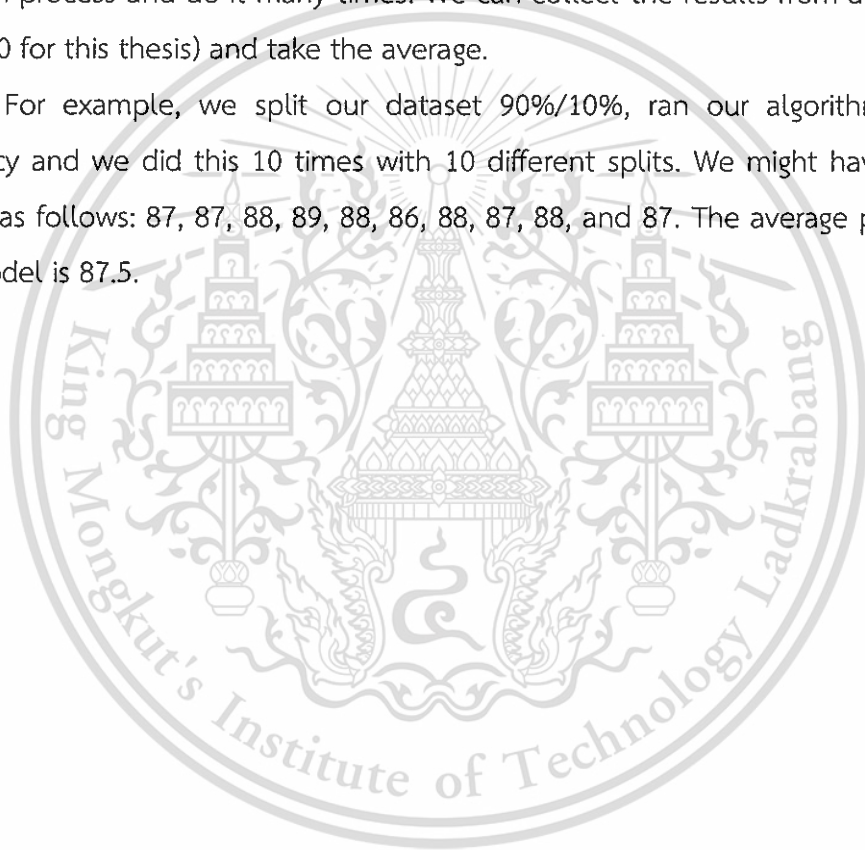 process and do it many times. We can collect the results from
0 for this thesis) and take the average.
For example, we split our dataset 90%/10%, ran our
cy and we did this 10 times with 10 different splits. We might
as follows: 87, 87, 88, 89, 88, 86, 88, 87, 88, and 87. The average
del is 87.5.
King Mongkut's Institute of Technology Ladkrabang